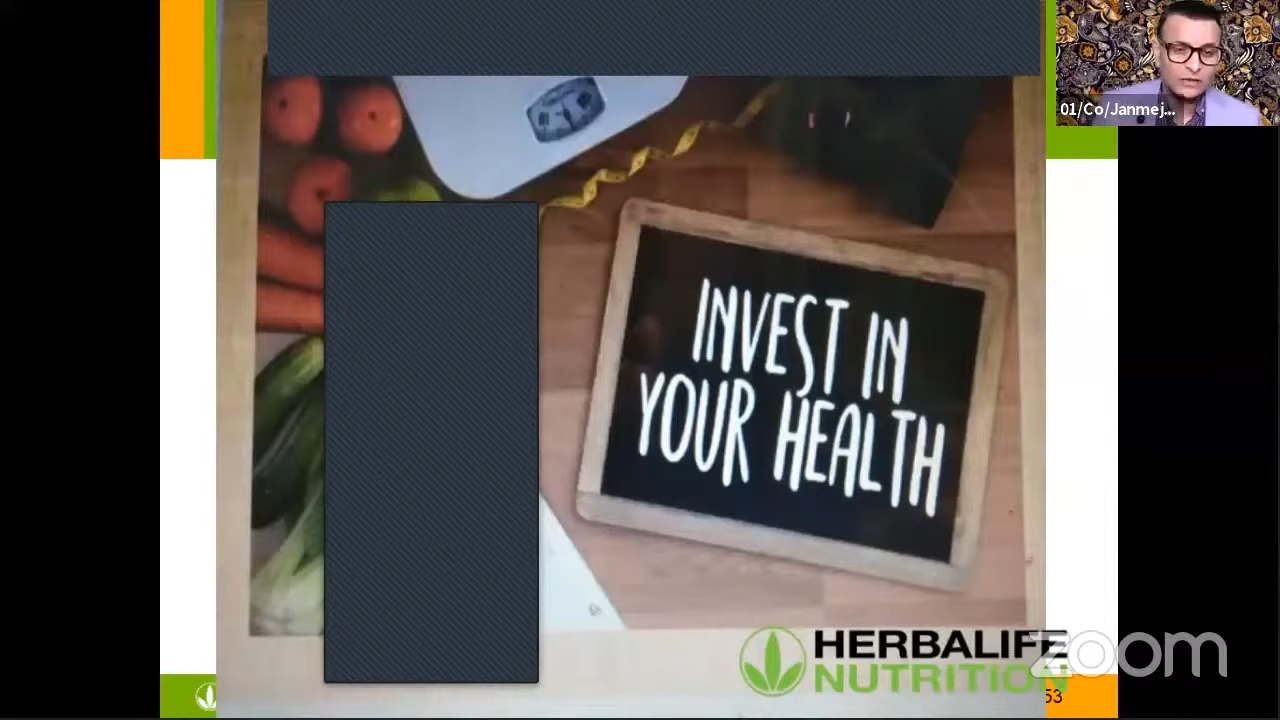 01/Co/Janmej...
INVEST IN
YOUR HEALTH
HERBALIFE
NUTRITION
zoom
53